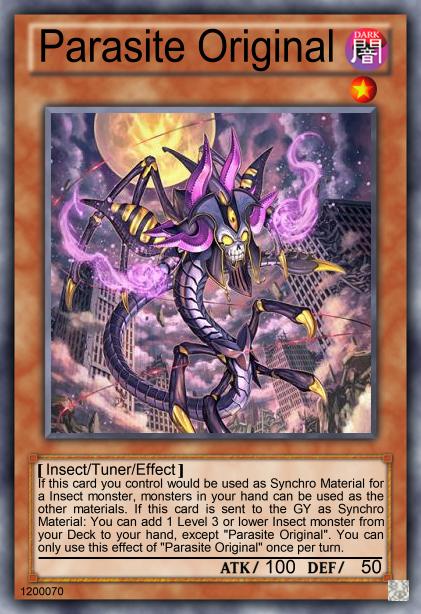 Parasite Original
DARK
闇
[ Insect/Tuner/Effect ]
If this card you control would be used as Synchro Material for
a Insect monster, monsters in your hand can be used as the
other materials. If this card is sent to the GY as Synchro
Material: You can add 1 Level 3 or lower Insect monster from
your Deck to your hand, except "Parasite Original". You can
only use this effect of "Parasite Original" once per turn.
ATK/ 100 DEF/ 50
1200070